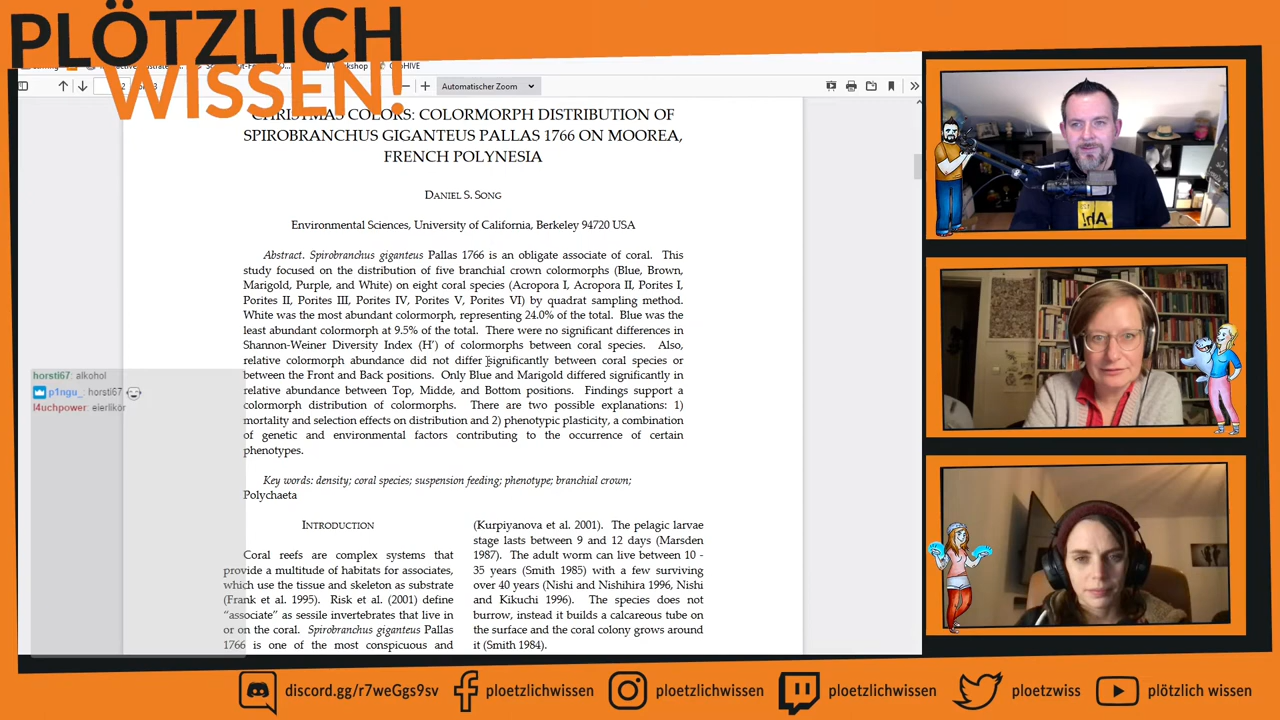 PLÖTZLICH
WISSEN!
Automatischer Zoom
CHRISTMAS COLORS: COLORMORPH DISTRIBUTION OF
SPIROBRANCHUS GIGANTEUS PALLAS 1766 ON MOOREA,
FRENCH POLYNESIA
DANIEL S. SONG
Environmental Sciences, University of California, Berkeley 94720 USA
Abstract. Spirobranchus giganteus Pallas 1766 is an obligate associate of coral. This
study focused on the distribution of five branchial crown colormorphs (Blue, Brown,
Marigold, Purple, and White) on eight coral species (Acropora I, Acropora II, Porites I,
Porites II, Porites III, Porites IV, Porites V, Porites VI) by quadrat sampling method.
White was the most abundant colormorph, representing 24.0% of the total. Blue was the
least abundant colormorph at 9.5% of the total. There were no significant differences in
Shannon-Weiner Diversity Index (H') of colormorphs between coral species. Also,
relative colormorph abundance did not differ significantly between coral species or
between the Front and Back positions. Only Blue and Marigold differed significantly in
relative abundance between Top, Midde, and Bottom positions. Findings support a
colormorph distribution of colormorphs. There are two possible explanations: 1)
mortality and selection effects on distribution and 2) phenotypic plasticity, a combination
of genetic and environmental factors contributing to the occurrence of certain
phenotypes.
Key words: density; coral species; suspension feeding; phenotype; branchial crown;
Polychaeta
INTRODUCTION
Coral reefs are complex systems that
provide a multitude of habitats for associates,
which use the tissue and skeleton as substrate
(Frank et al. 1995). Risk et al. (2001) define
"associate" as sessile invertebrates that live in
or on the coral. Spirobranchus giganteus Pallas
1766 is one of the most conspicuous and
(Kurpiyanova et al. 2001). The pelagic larvae
stage lasts between 9 and 12 days (Marsden
1987). The adult worm can live between 10 -
35 years (Smith 1985) with a few surviving
over 40 years (Nishi and Nishihira 1996, Nishi
and Kikuchi 1996). The species does not
burrow, instead it builds a calcareous tube on
the surface and the coral colony grows around
it (Smith 1984).
horsti67: alkohol
p1ngu_: horsti67
l4uchpower: eierlikör
discord.gg/r7weGgs9sv
ploetzlichwissen
ploetzlichwissen
ploetzlichwissen
ploetzwiss
plötzlich wissen